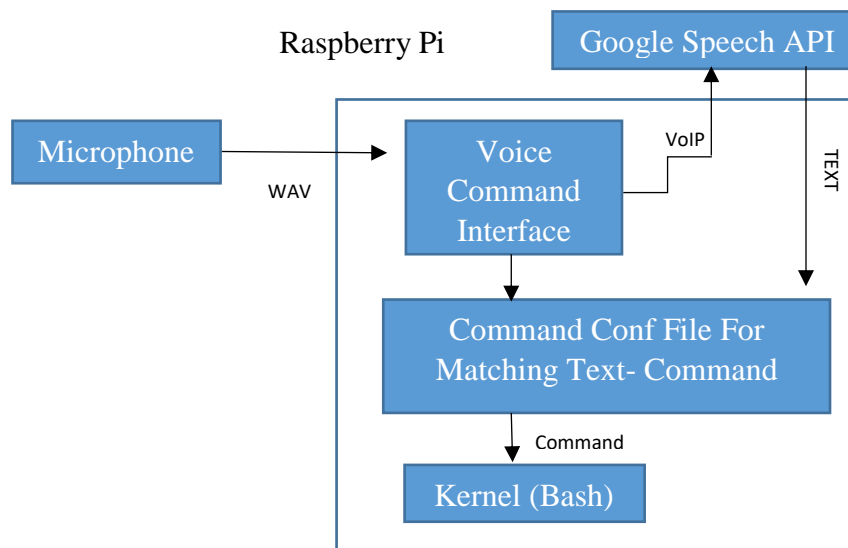 Raspberry Pi
Google Speech API
Microphone
WAV
Voice
Command
Interface
VoIP
TEXT
Command Conf File For
Matching Text- Command
Command
Kernel (Bash)